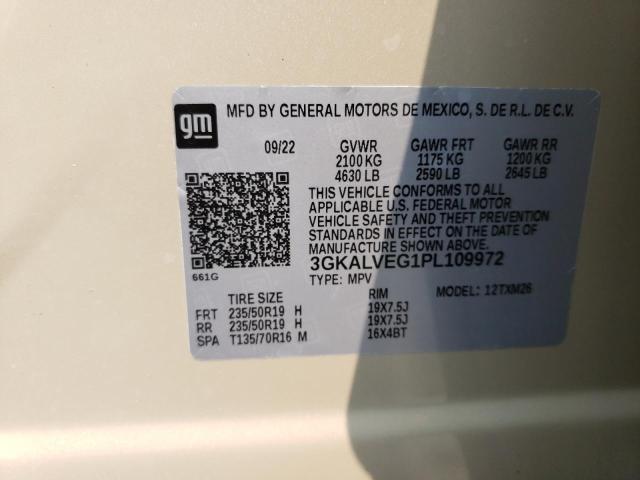 gm
MFD BY GENERAL MOTORS DE MEXICO, S. DE R.L. DE C.V.
09/22 GVWR GAWR FRT GAWR RR
2100 KG 1175 KG 1200 KG
4630 LB 2590 LB 2645 LB
THIS VEHICLE CONFORMS TO ALL
APPLICABLE U.S. FEDERAL MOTOR
VEHICLE SAFETY AND THEFT PREVENTION
STANDARDS IN EFFECT ON THE DATE OF
MANUFACTURE SHOWN ABOVE.
3GKALVEG1PL109972
661G
TYPE: MPV MODEL: 12TXM26
TIRE SIZE RIM
FRT 235/50R19 H 19X7.5J
RR 235/50R19 H 19X7.5J
SPA T135/70R16 M 16X4BT